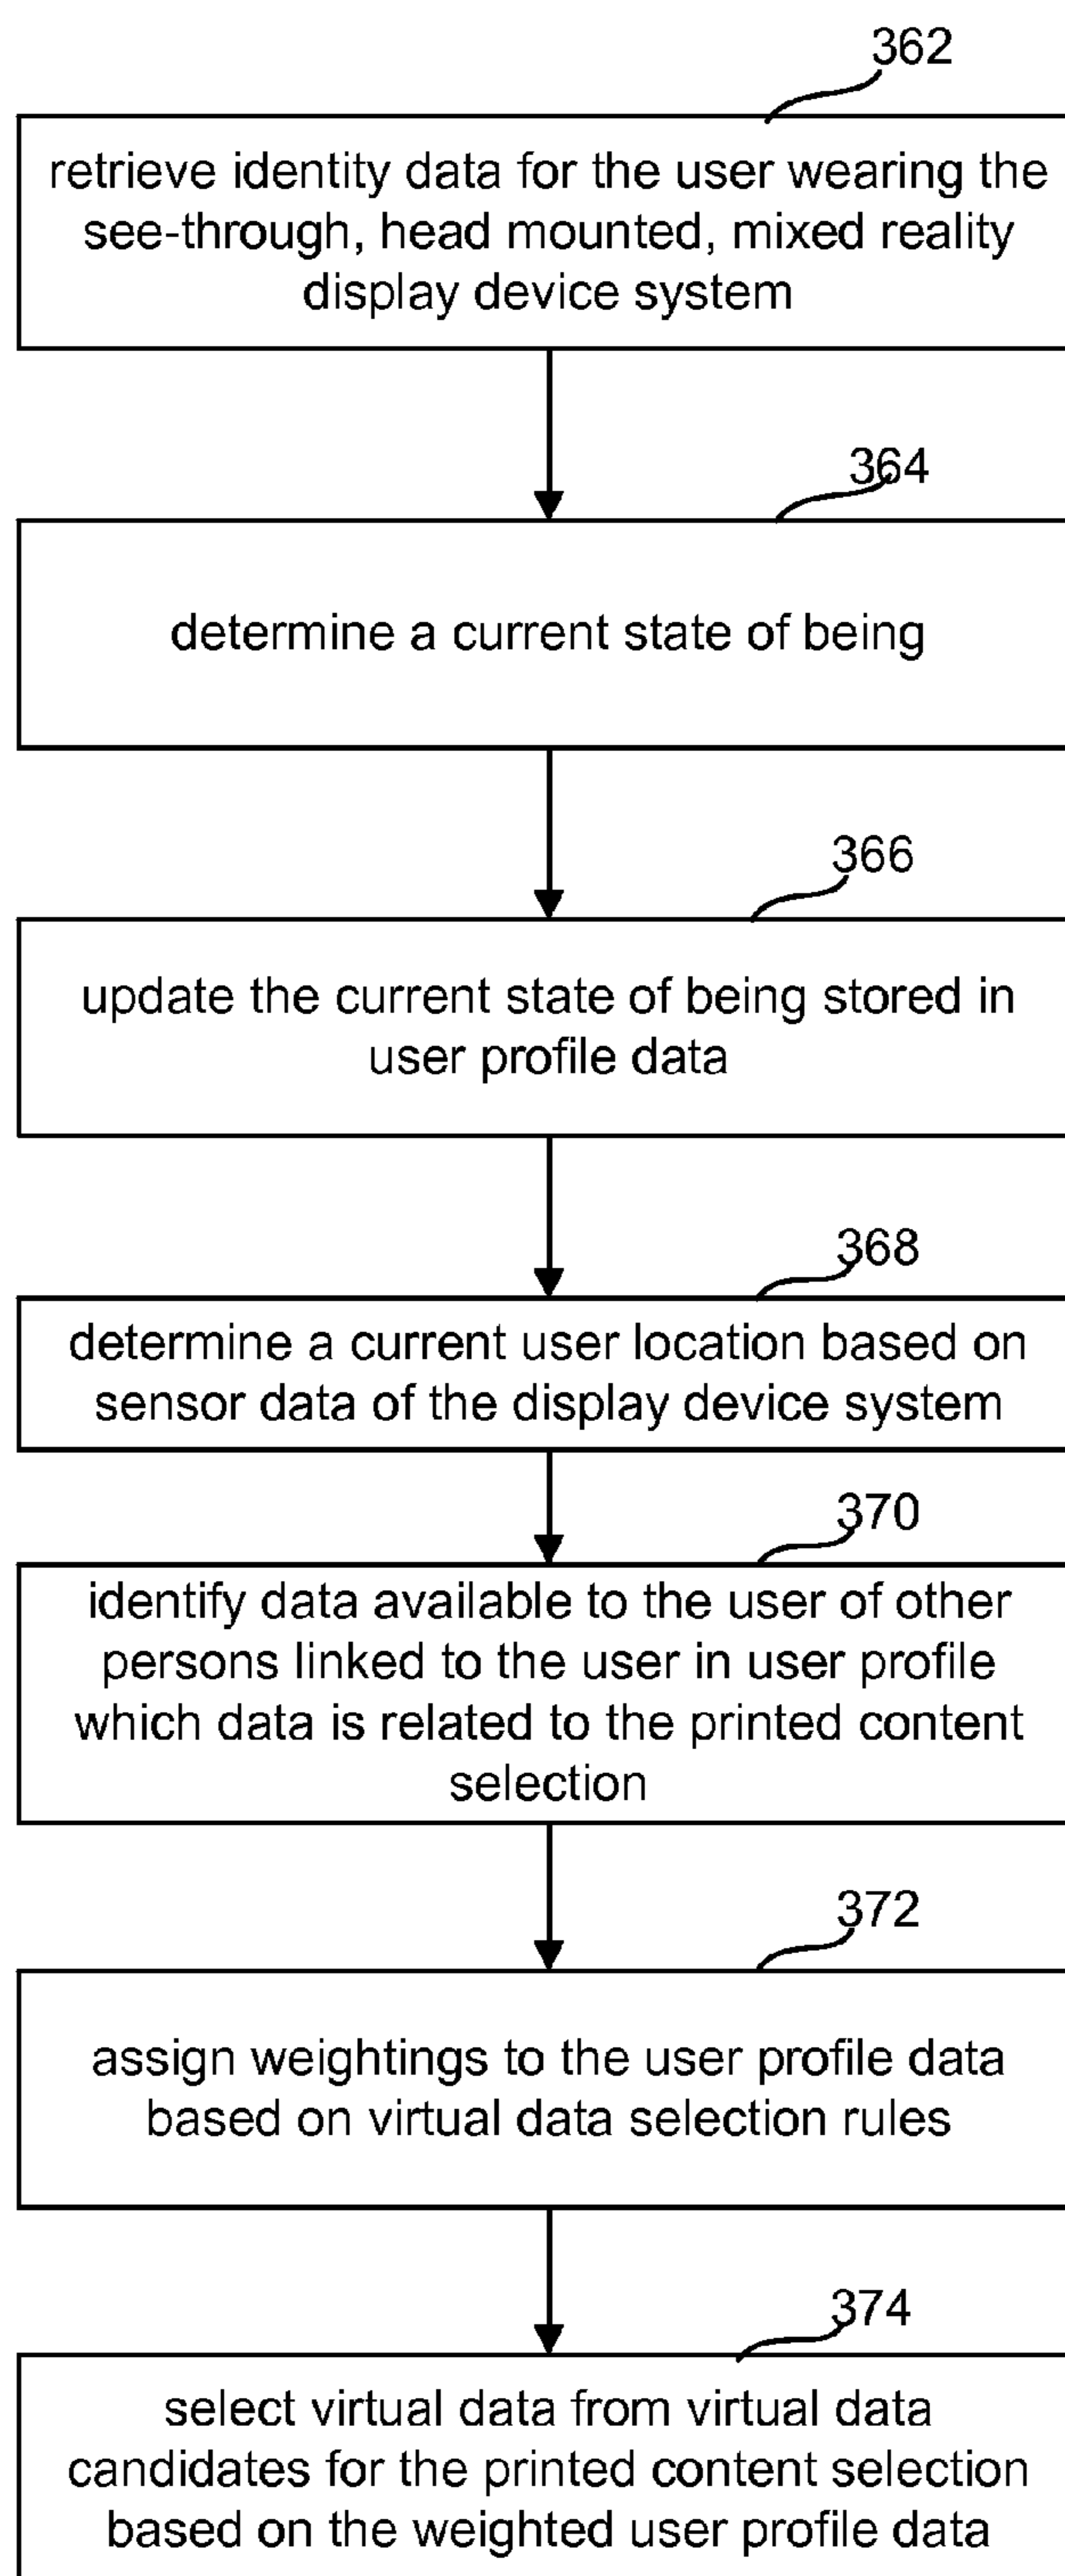 362
retrieve identity data for the user wearing the
see-through, head mounted, mixed reality
display device system
364
determine a current state of being
366
update the current state of being stored in
user profile data
368
determine a current user location based on
sensor data of the display device system
370
identify data available to the user of other
persons linked to the user in user profile
which data is related to the printed content
selection
372
assign weightings to the user profile data
based on virtual data selection rules
374
select virtual data from virtual data
candidates for the printed content selection
based on the weighted user profile data